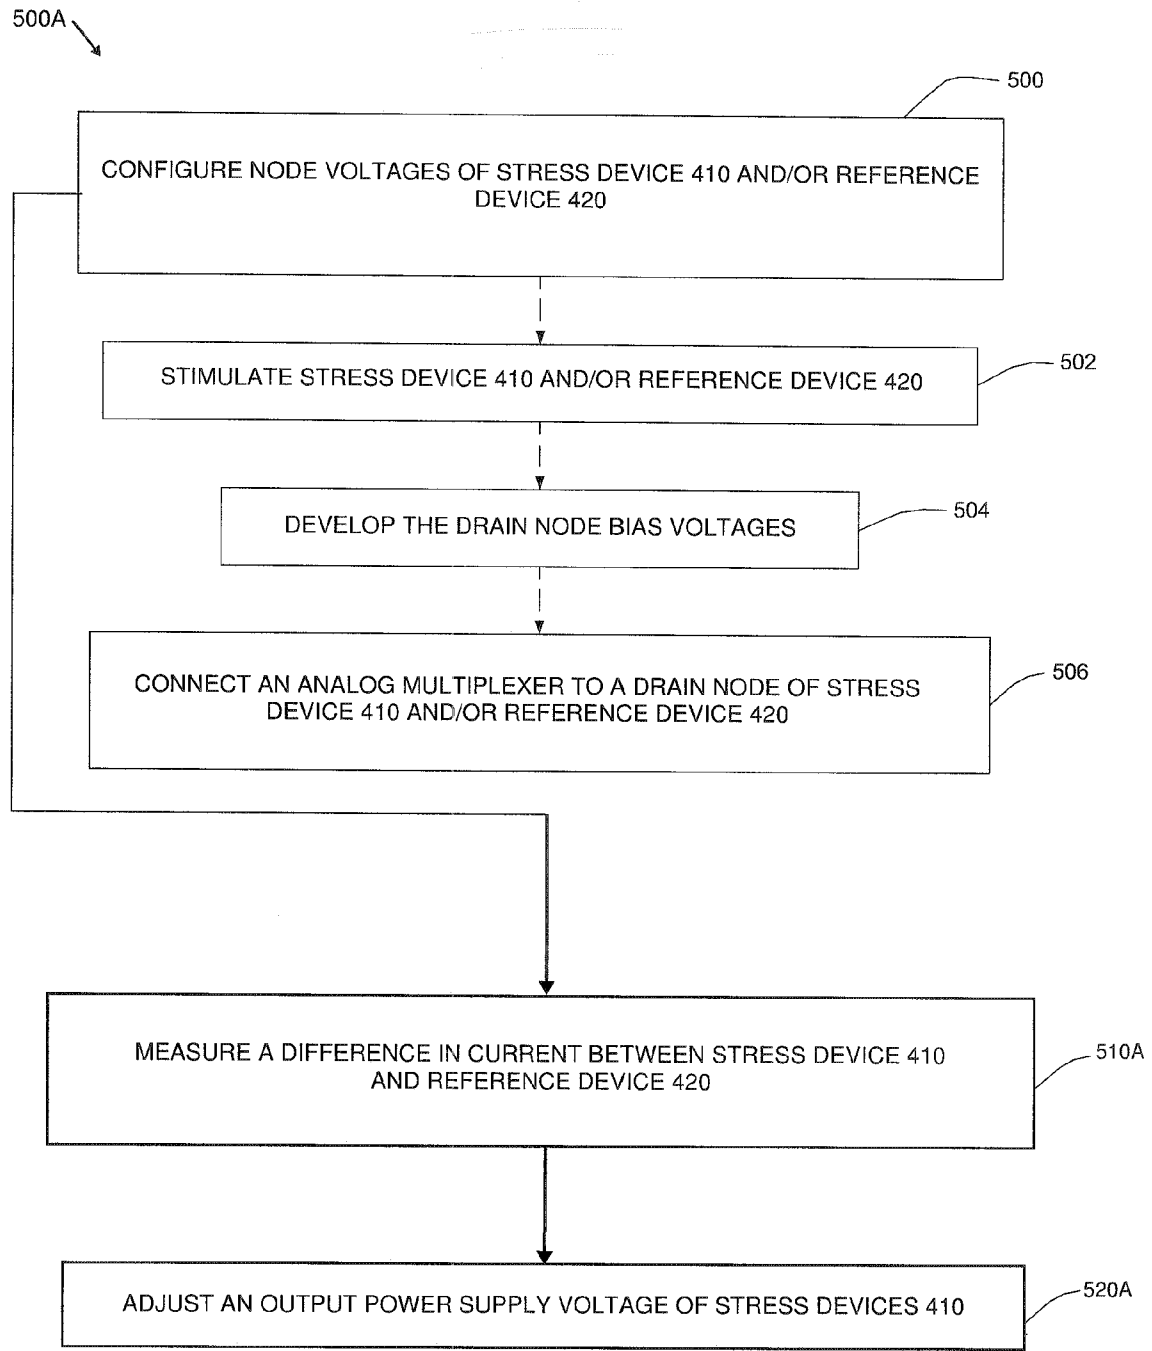 500A
500
CONFIGURE NODE VOLTAGES OF STRESS DEVICE 410 AND/OR REFERENCE
DEVICE 420
STIMULATE STRESS DEVICE 410 AND/OR REFERENCE DEVICE 420
502
DEVELOP THE DRAIN NODE BIAS VOLTAGES
504
CONNECT AN ANALOG MULTIPLEXER TO A DRAIN NODE OF STRESS
DEVICE 410 AND/OR REFERENCE DEVICE 420
506
MEASURE A DIFFERENCE IN CURRENT BETWEEN STRESS DEVICE 410
AND REFERENCE DEVICE 420
510A
ADJUST AN OUTPUT POWER SUPPLY VOLTAGE OF STRESS DEVICES 410
520A